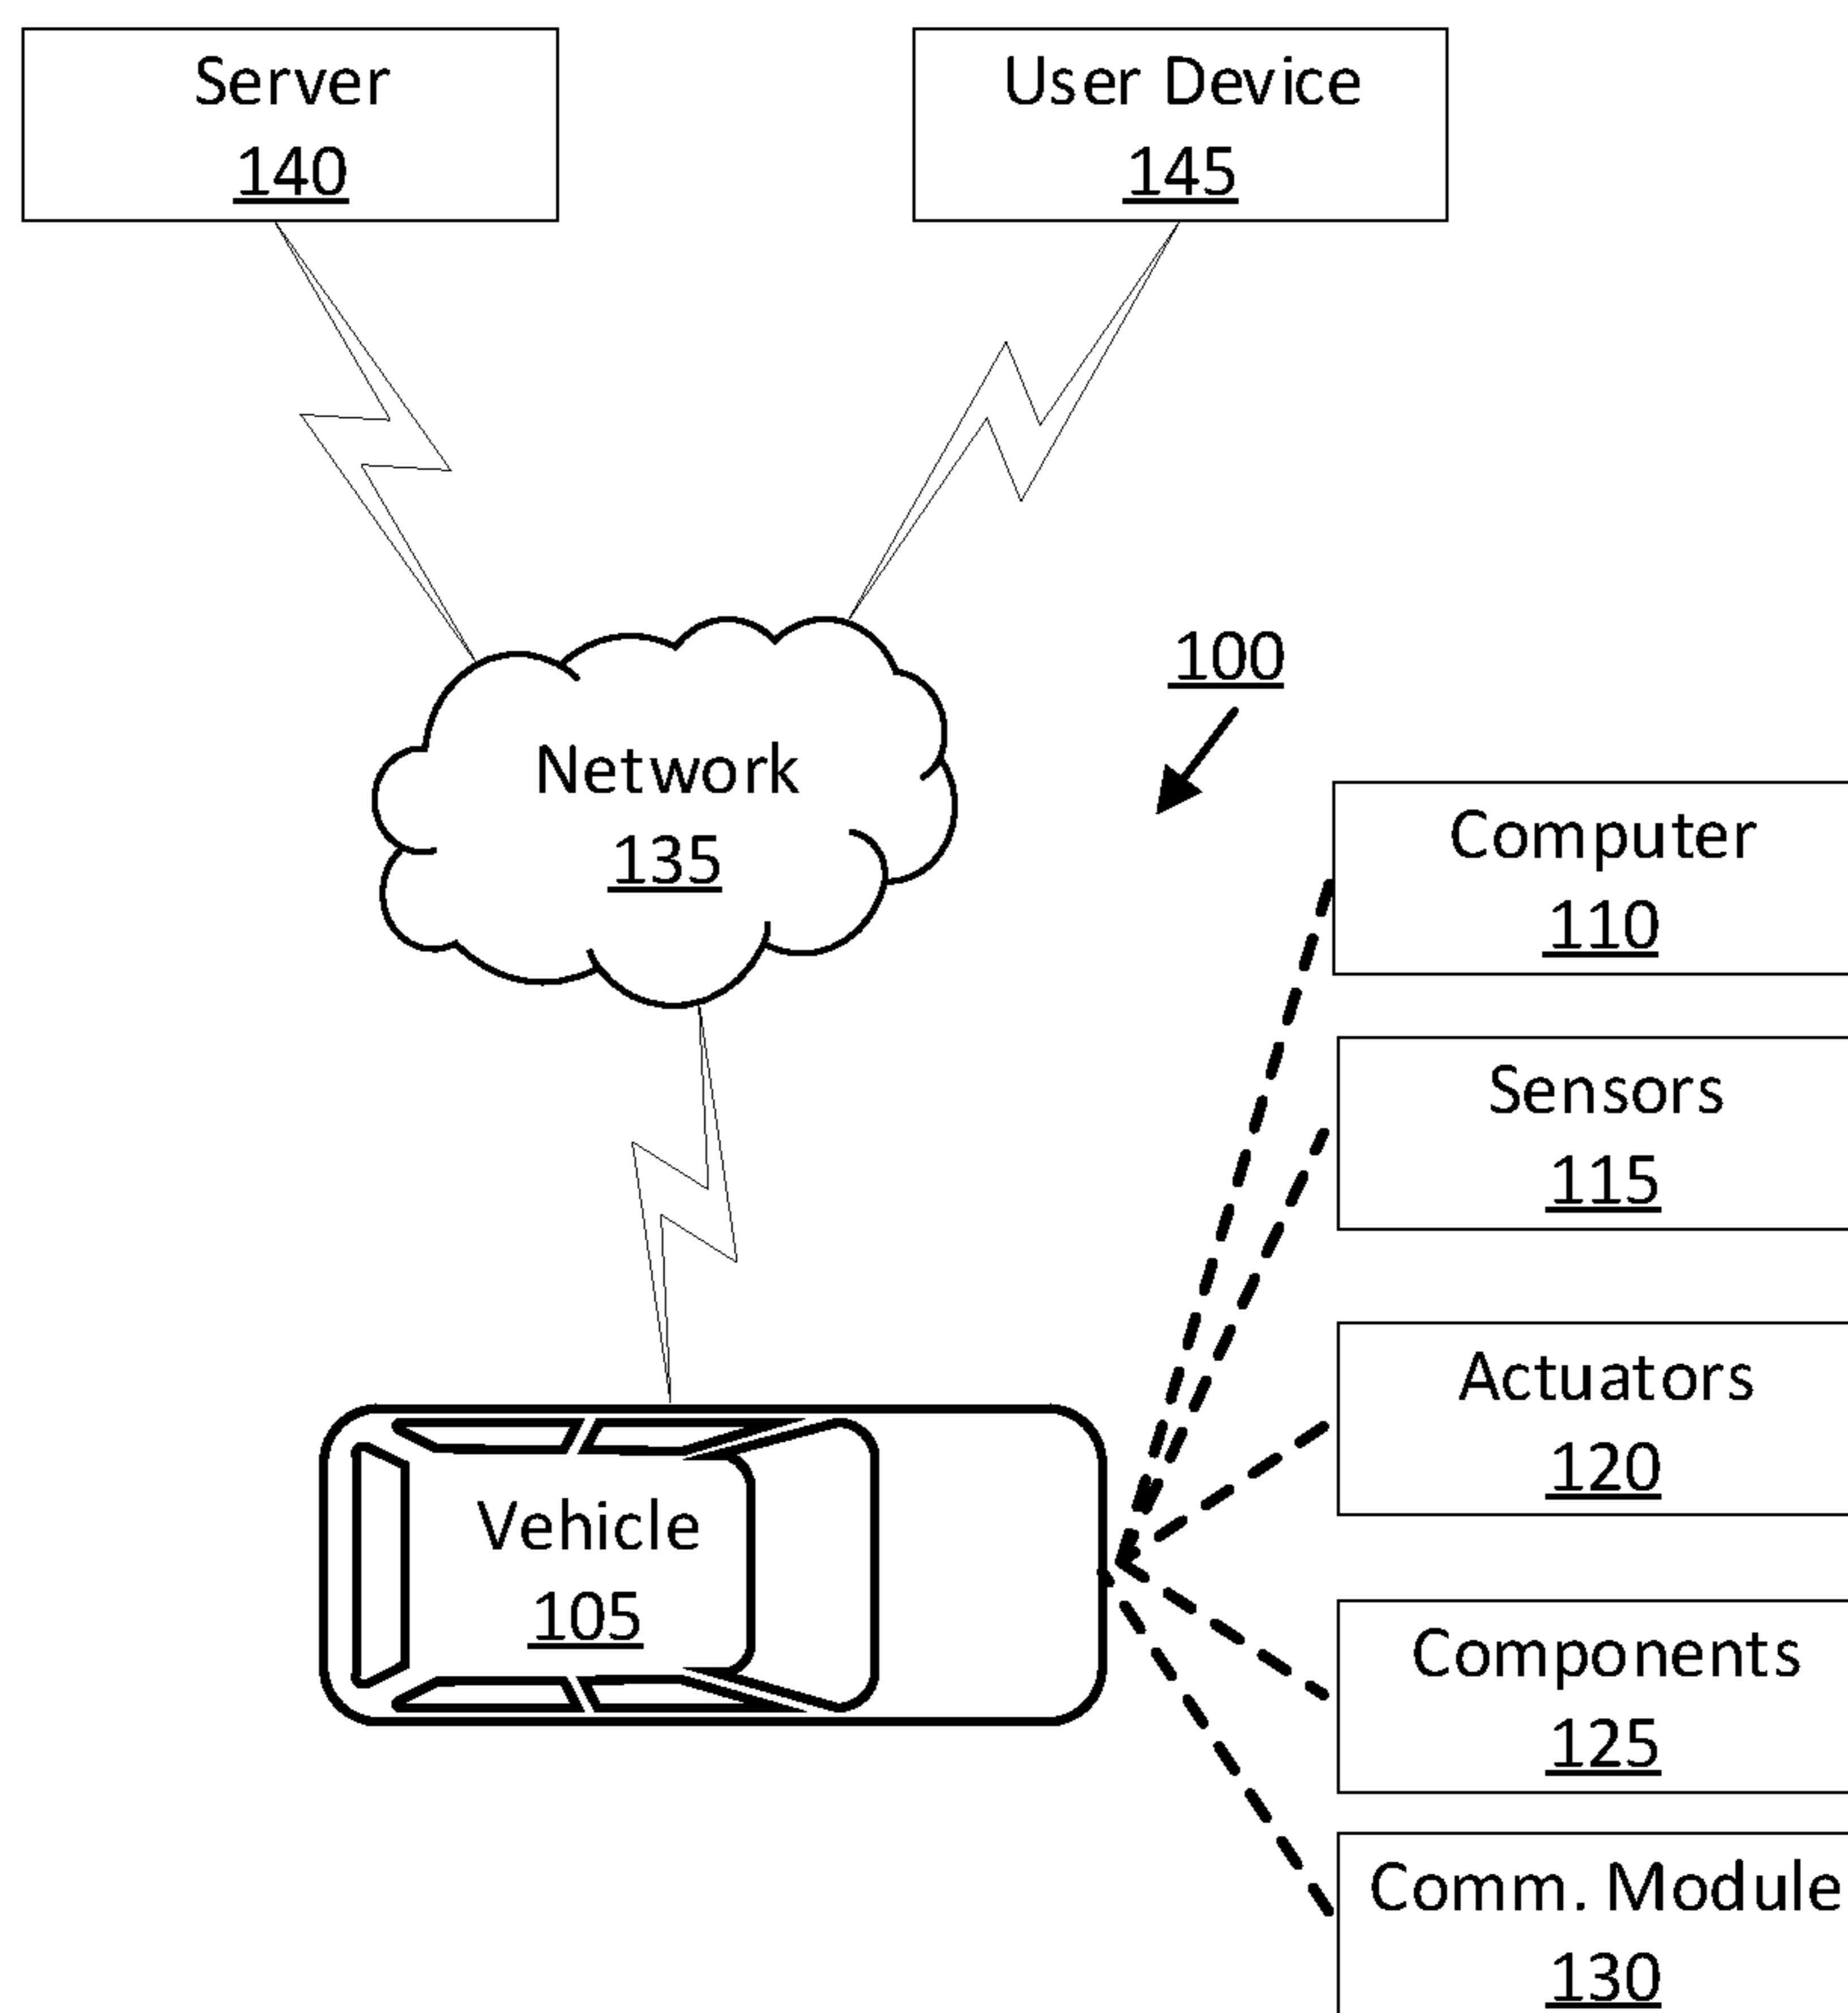 Server
140
User Device
145
Network
135
100
Computer
110
Sensors
115
Actuators
120
Vehicle
105
Components
125
Comm. Module
130